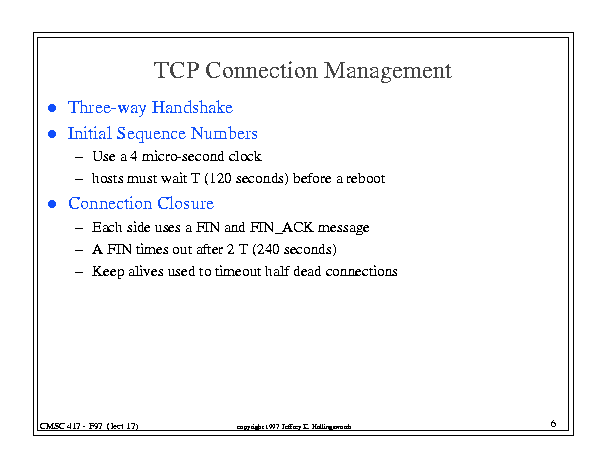 TCP Connection Management
● Three-way Handshake
● Initial Sequence Numbers
– Use a 4 micro-second clock
– hosts must wait T (120 seconds) before a reboot
● Connection Closure
– Each side uses a FIN and FIN_ACK message
– A FIN times out after 2 T (240 seconds)
– Keep alives used to timeout half dead connections
CMSC 417 - F97 (lect 17)
copyright 1997 Jeffrey K. Hollingsworth
6